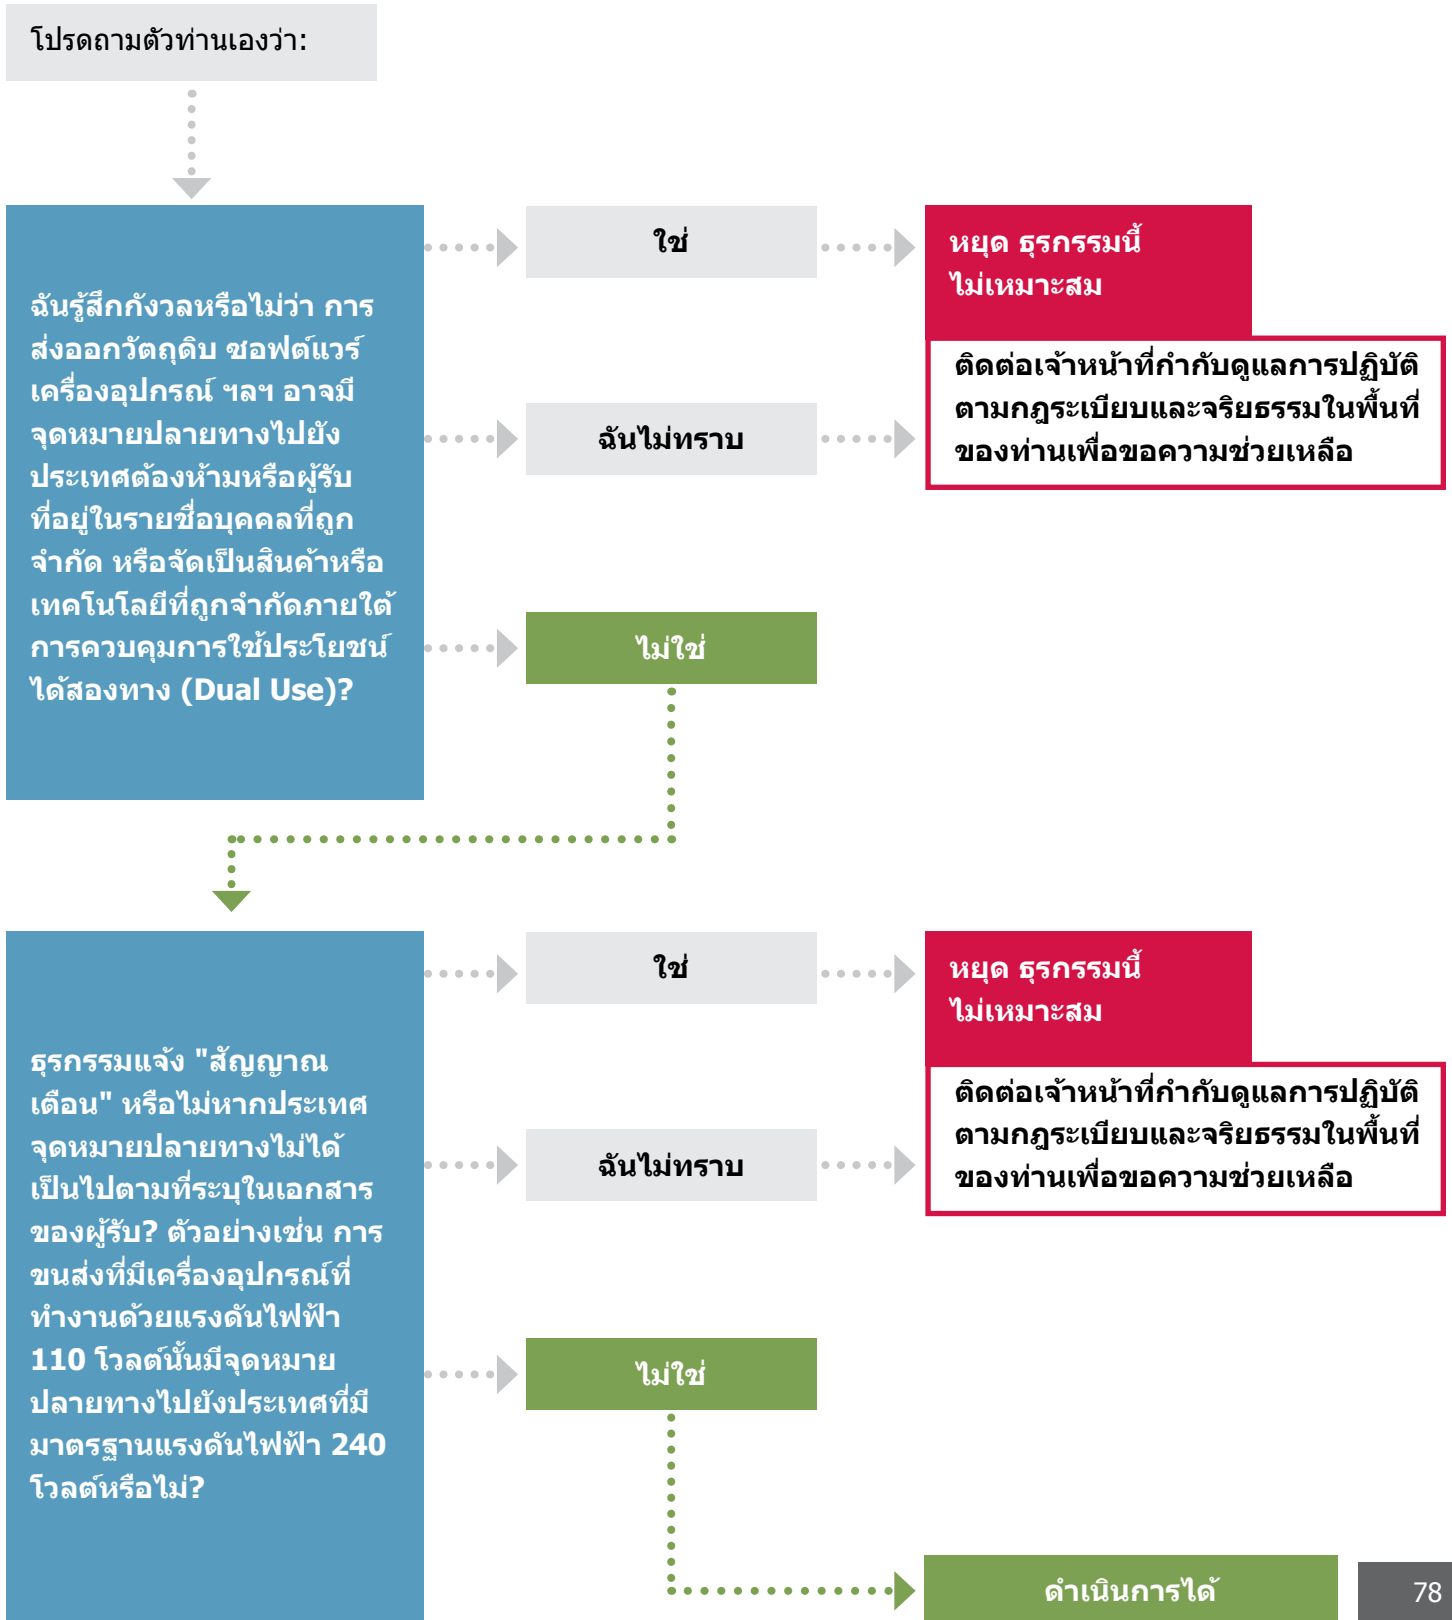 โปรดถามตัวท่านเองว่า:
ฉันรู้สึกกังวลหรือไม่ว่า การ
ส่งออกวัตถุดิบ ซอฟต์แวร์
เครื่องอุปกรณ์ ฯลฯ อาจมี
จุดหมายปลายทางไปยัง
ประเทศต้องห้ามหรือผู้รับ
ที่อยู่ในรายชื่อบุคคลที่ถูก
จำกัด หรือจัดเป็นสินค้าหรือ
เทคโนโลยีที่ถูกจำกัดภายใต้
การควบคุมการใช้ประโยชน์
ได้สองทาง (Dual Use)?
ใช่
หยุด ธุรกรรมนี้
ไม่เหมาะสม
ฉันไม่ทราบ
ติดต่อเจ้าหน้าที่กำกับดูแลการปฏิบัติ
ตามกฎระเบียบและจริยธรรมในพื้นที่
ของท่านเพื่อขอความช่วยเหลือ
ไม่ใช่
ธุรกรรมแจ้ง "สัญญาณ
เตือน" หรือไม่หากประเทศ
จุดหมายปลายทางไม่ได้
เป็นไปตามที่ระบุในเอกสาร
ของผู้รับ? ตัวอย่างเช่น การ
ขนส่งที่มีเครื่องอุปกรณ์ที่
ทำงานด้วยแรงดันไฟฟ้า
110 โวลต์นั้นมีจุดหมาย
ปลายทางไปยังประเทศที่มี
มาตรฐานแรงดันไฟฟ้า 240
โวลต์หรือไม่?
ใช่
หยุด ธุรกรรมนี้
ไม่เหมาะสม
ฉันไม่ทราบ
ติดต่อเจ้าหน้าที่กำกับดูแลการปฏิบัติ
ตามกฎระเบียบและจริยธรรมในพื้นที่
ของท่านเพื่อขอความช่วยเหลือ
ไม่ใช่
ดำเนินการได้
78